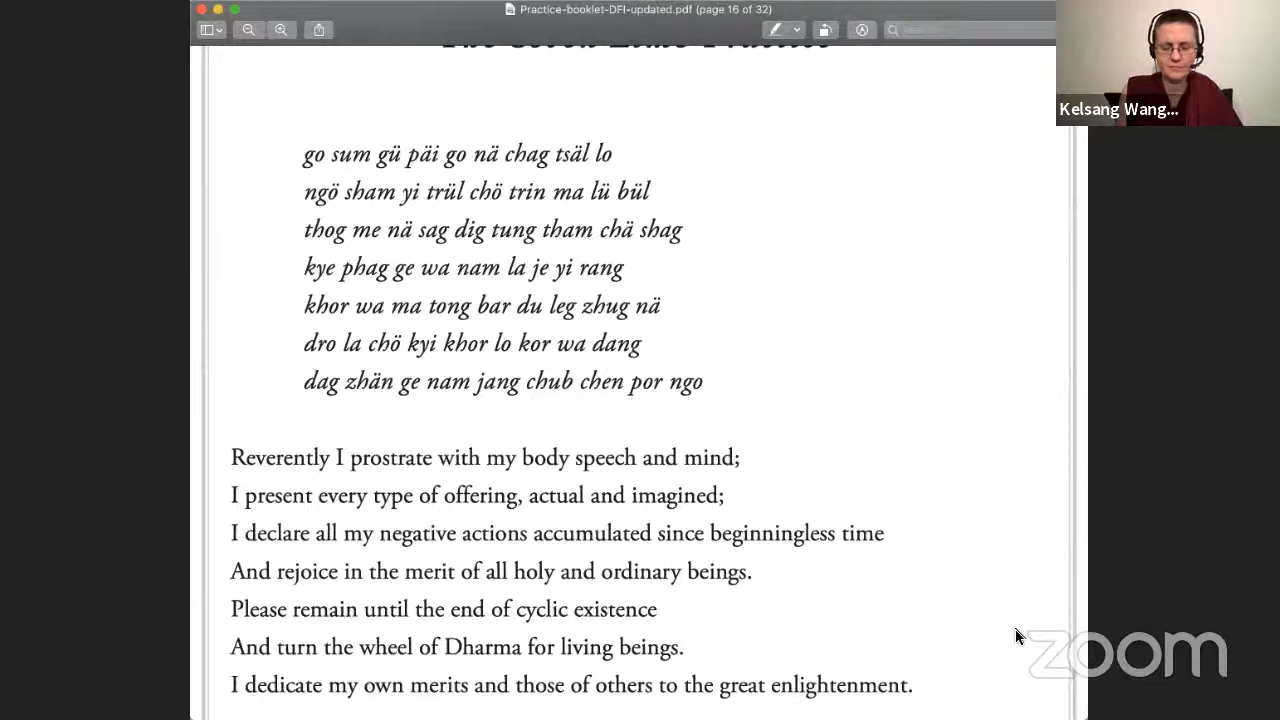 Practice-booklet-DFI-updated.pdf (page 16 of 32)
Kelsang Wang...
go sum gü päi go nä chag tsäl lo
ngö sham yi trül chö trin ma lü bül
thog me nä sag dig tung tham chä shag
kye phag ge wa nam la je yi rang
khor wa ma tong bar du leg zhug nä
dro la chö kyi khor lo kor wa dang
dag zhän ge nam jang chub chen por ngo
Reverently I prostrate with my body speech and mind;
I present every type of offering, actual and imagined;
I declare all my negative actions accumulated since beginningless time
And rejoice in the merit of all holy and ordinary beings.
Please remain until the end of cyclic existence
And turn the wheel of Dharma for living beings.
I dedicate my own merits and those of others to the great enlightenment.
zoom